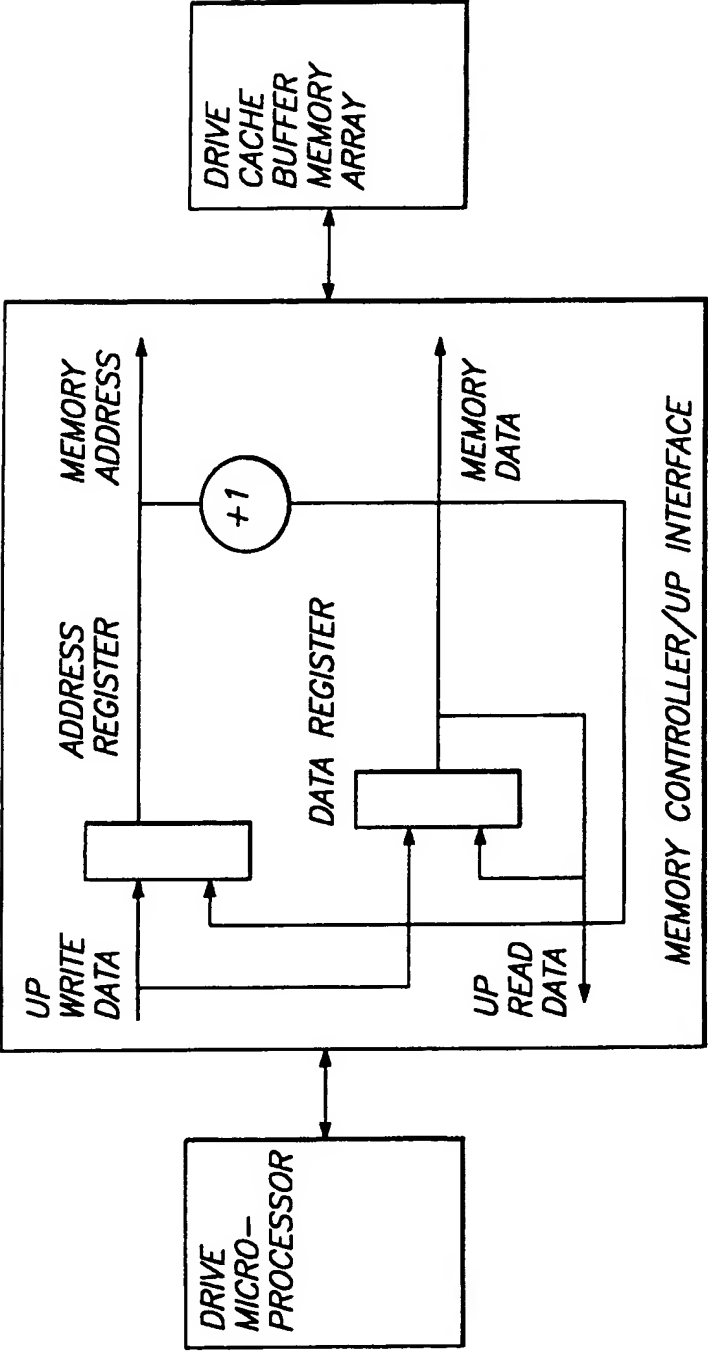 DRIVE
MICRO-
PROCESSOR
UP
WRITE
DATA
ADDRESS
REGISTER
MEMORY
ADDRESS
+1
DATA REGISTER
MEMORY
DATA
UP
READ
DATA
MEMORY CONTROLLER/UP INTERFACE
DRIVE
CACHE
BUFFER
MEMORY
ARRAY